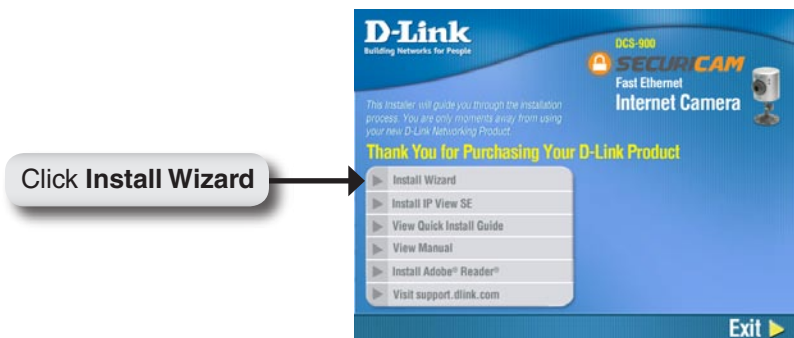 Click Install Wizard
D-Link
Building Networks for People
DCS-900
SECURICAM
Fast Ethernet
Internet Camera
This Installer will guide you through the installation
process. You are only moments away from using
your new D-Link Networking Product.
Thank You for Purchasing Your D-Link Product
Install Wizard
Install IP View SE
View Quick Install Guide
View Manual
Install Adobe® Reader®
Visit support.dlink.com
Exit